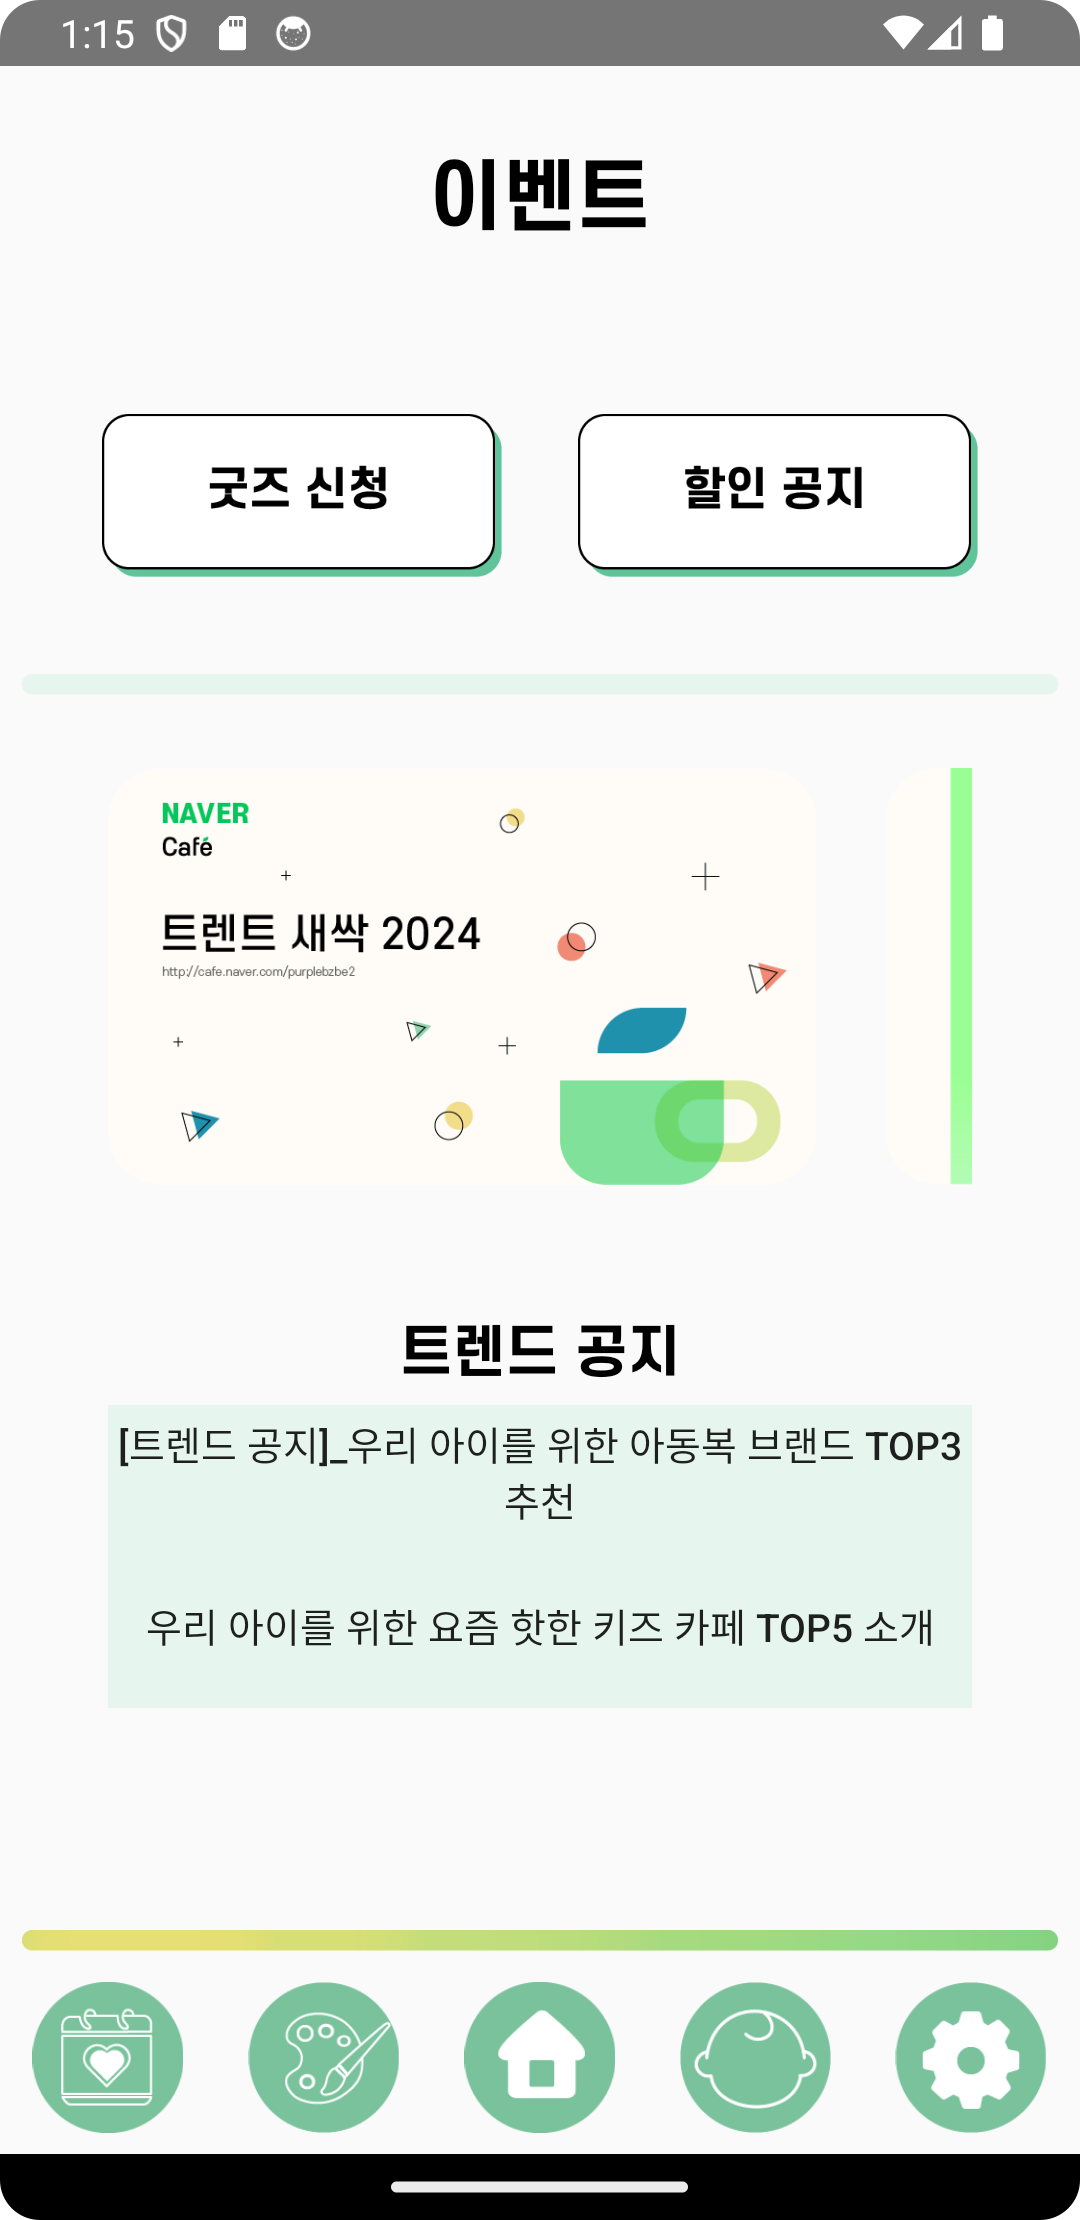 1:15
이벤트
굿즈 신청
할인 공지
NAVER
Café
트렌트 새싹 2024
http://cafe.naver.com/purplebzbe2
트렌드 공지
[트렌드 공지]_우리 아이를 위한 아동복 브랜드 TOP3
추천
우리 아이를 위한 요즘 핫한 키즈 카페 TOP5 소개